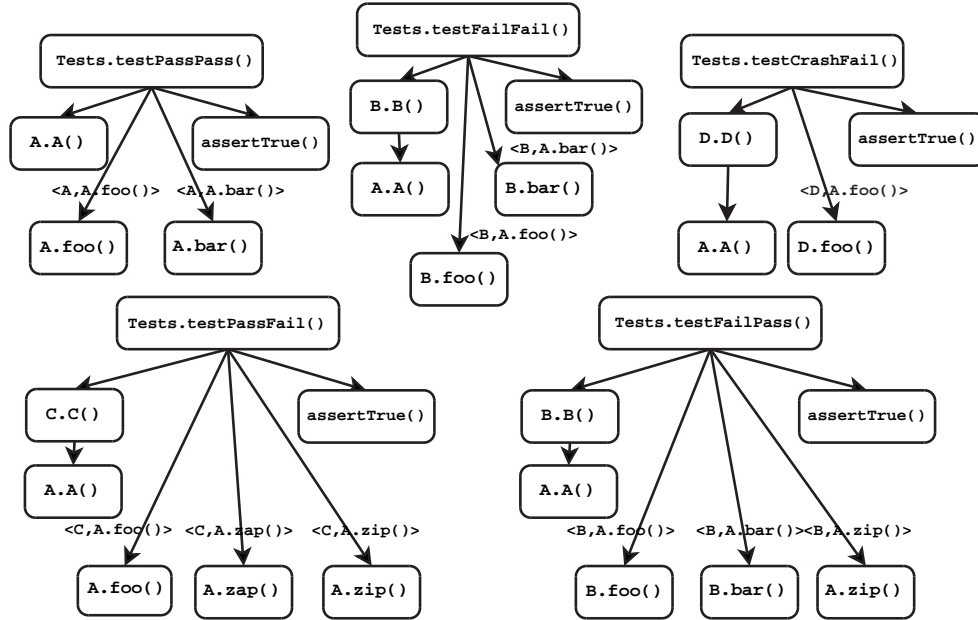 Tests.testPassPass()
A.A()
assertTrue()
<A,A.foo()>
<A,A.bar()>
A.foo()
A.bar()
Tests.testFailFail()
B.B()
assertTrue()
<B,A.bar()>
A.A()
B.bar()
<B,A.foo()>
B.foo()
Tests.testCrashFail()
D.D()
assertTrue()
<D,A.foo()>
A.A()
D.foo()
Tests.testPassFail()
C.C()
assertTrue()
A.A()
<C,A.foo()>
<C,A.zap()>
<C,A.zip()>
A.foo()
A.zap()
A.zip()
Tests.testFailPass()
B.B()
assertTrue()
A.A()
<B,A.foo()>
<B,A.bar()>
<B,A.zip()>
B.foo()
B.bar()
A.zip()